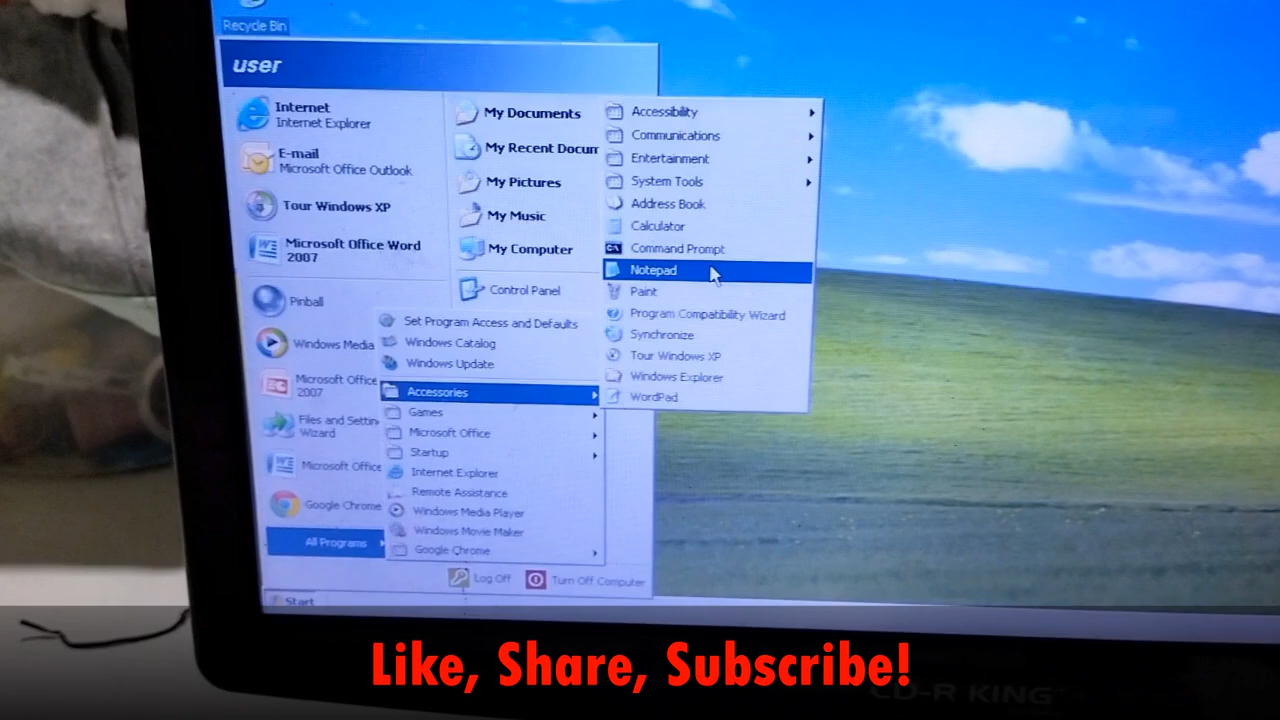 Recycle Bin
user
Internet
Internet Explorer
E-mail
Microsoft Office Outlook
Tour Windows XP
Microsoft Office Word
2007
Pinball
Windows Media
Microsoft Office
2007
Files and Settin
Wizard
Microsoft Office
Google Chrome
All Programs
My Documents
My Recent Docum
My Pictures
My Music
My Computer
Control Panel
Set Program Access and Defaults
Windows Catalog
Windows Update
Accessories
Games
Microsoft Office
Startup
Internet Explorer
Remote Assistance
Windows Media Player
Windows Movie Maker
Google Chrome
Accessibility
Communications
Entertainment
System Tools
Address Book
Calculator
Command Prompt
Notepad
Paint
Program Compatibility Wizard
Synchronize
Tour Windows XP
Windows Explorer
WordPad
Log Off
Turn Off Computer
Start
Like, Share, Subscribe!
CD-R KING